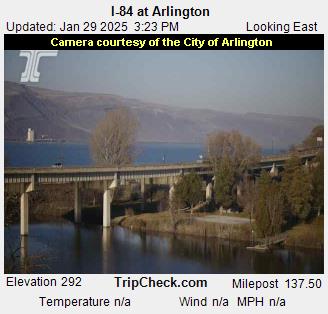 I-84 at Arlington
Updated: Jan 29 2025 3:23 PM Looking East
Camera courtesy of the City of Arlington
Elevation 292 TripCheck.com Milepost 137.50
Temperature n/a Wind n/a MPH n/a